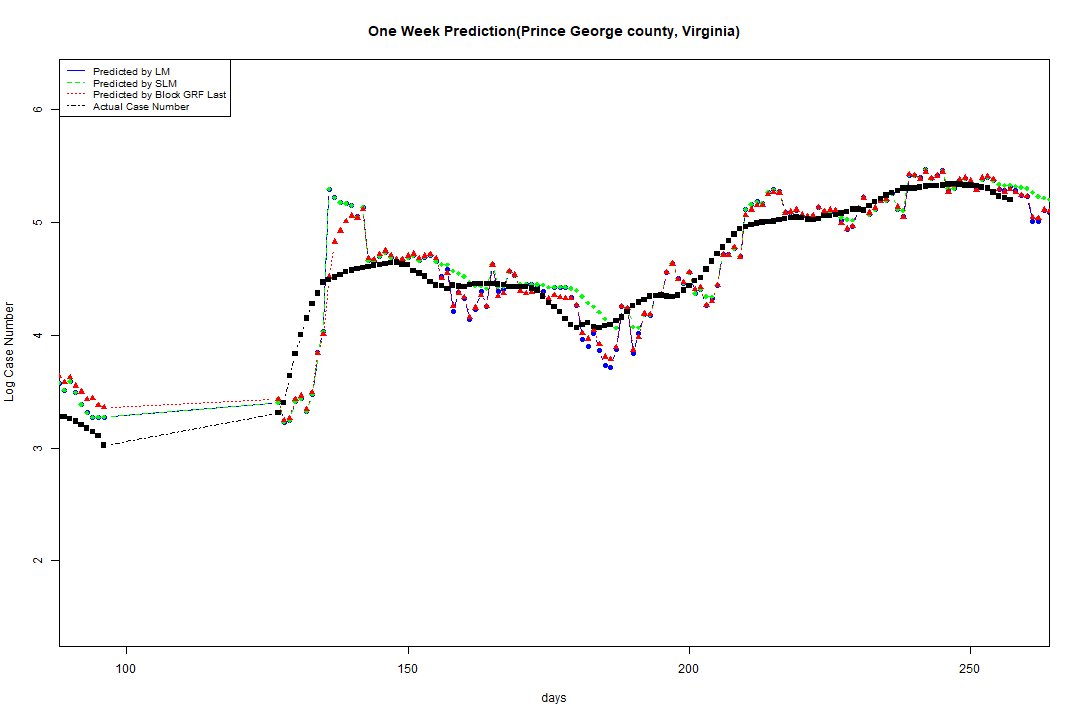 One Week Prediction(Prince George county, Virginia)
Predicted by LM
Predicted by SLM
Predicted by Block GRF Last
Actual Case Number
6
5
4
3
2
Log Case Number
100 150 200 250
days